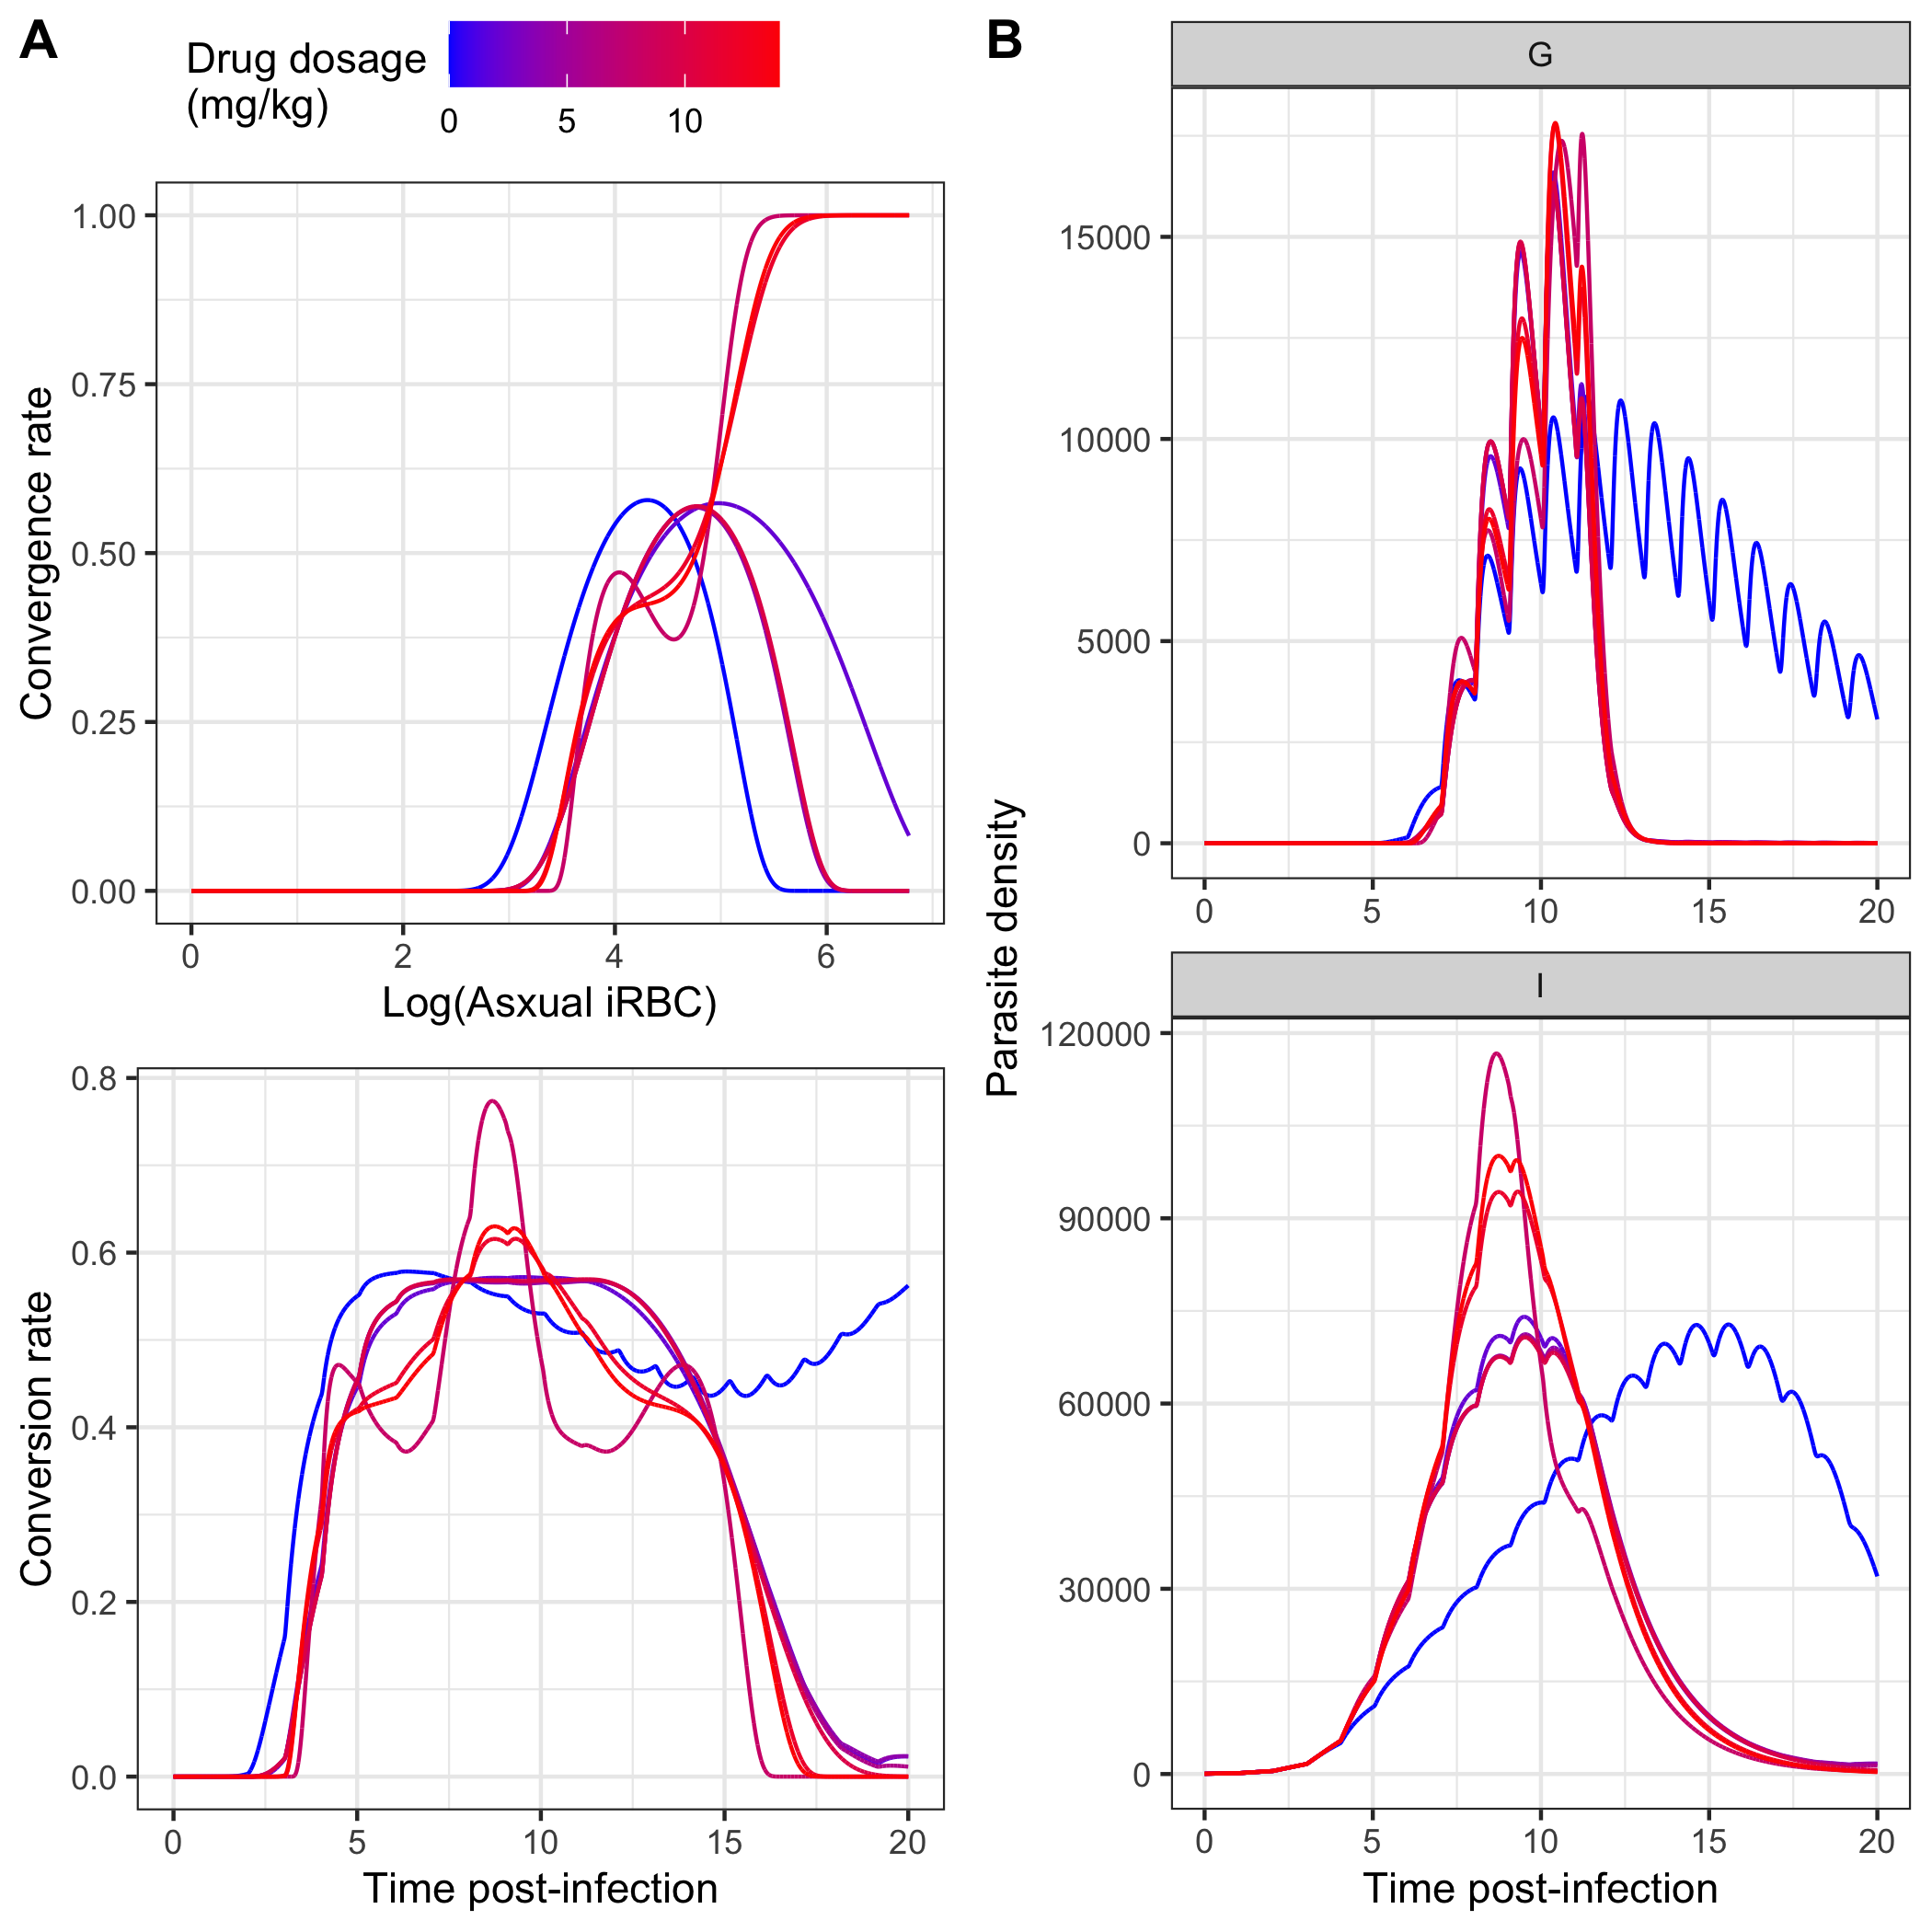 A
Drug dosage
(mg/kg)
0 5 10
Convergence rate
1.00
0.75
0.50
0.25
0.00
0 2 4 6
Log(Asxual iRBC)
Conversion rate
0.8
0.6
0.4
0.2
0.0
0 5 10 15 20
Time post-infection
B
Parasite density
G
15000
10000
5000
0
0 5 10 15 20
I
120000
90000
60000
30000
0
0 5 10 15 20
Time post-infection